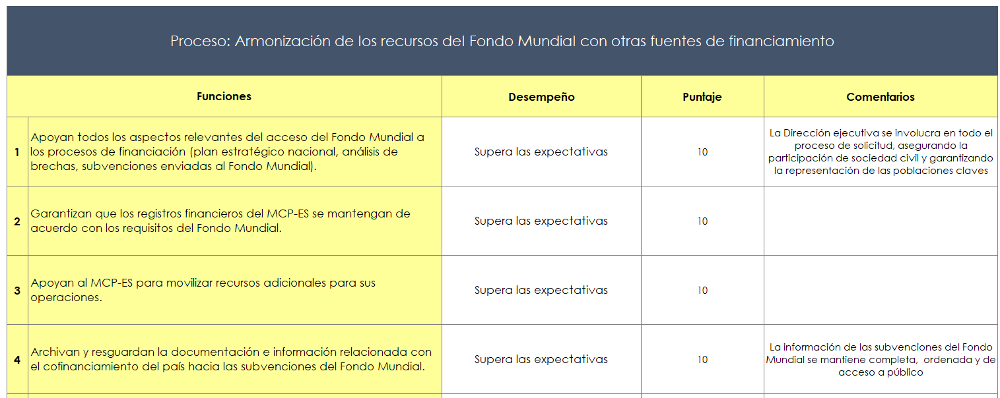 Proceso: Armonización de los recursos del Fondo Mundial con otras fuentes de financiamiento
Funciones
Desempeño
Puntaje
Comentarios
1
Apoyan todos los aspectos relevantes del acceso del Fondo Mundial a
los procesos de financiación (plan estratégico nacional, análisis de
brechas, subvenciones enviadas al Fondo Mundial).
Supera las expectativas
10
La Dirección ejecutiva se involucra en todo el
proceso de solicitud, asegurando la
participación de sociedad civil y garantizando
la representación de las poblaciones claves
2
Garantizan que los registros financieros del MCP-ES se mantengan de
acuerdo con los requisitos del Fondo Mundial.
Supera las expectativas
10
3
Apoyan al MCP-ES para movilizar recursos adicionales para sus
operaciones.
Supera las expectativas
10
4
Archivan y resguardan la documentación e información relacionada con
el cofinanciamiento del país hacia las subvenciones del Fondo Mundial.
Supera las expectativas
10
La información de las subvenciones del Fondo
Mundial se mantiene completa, ordenada y de
acceso a público